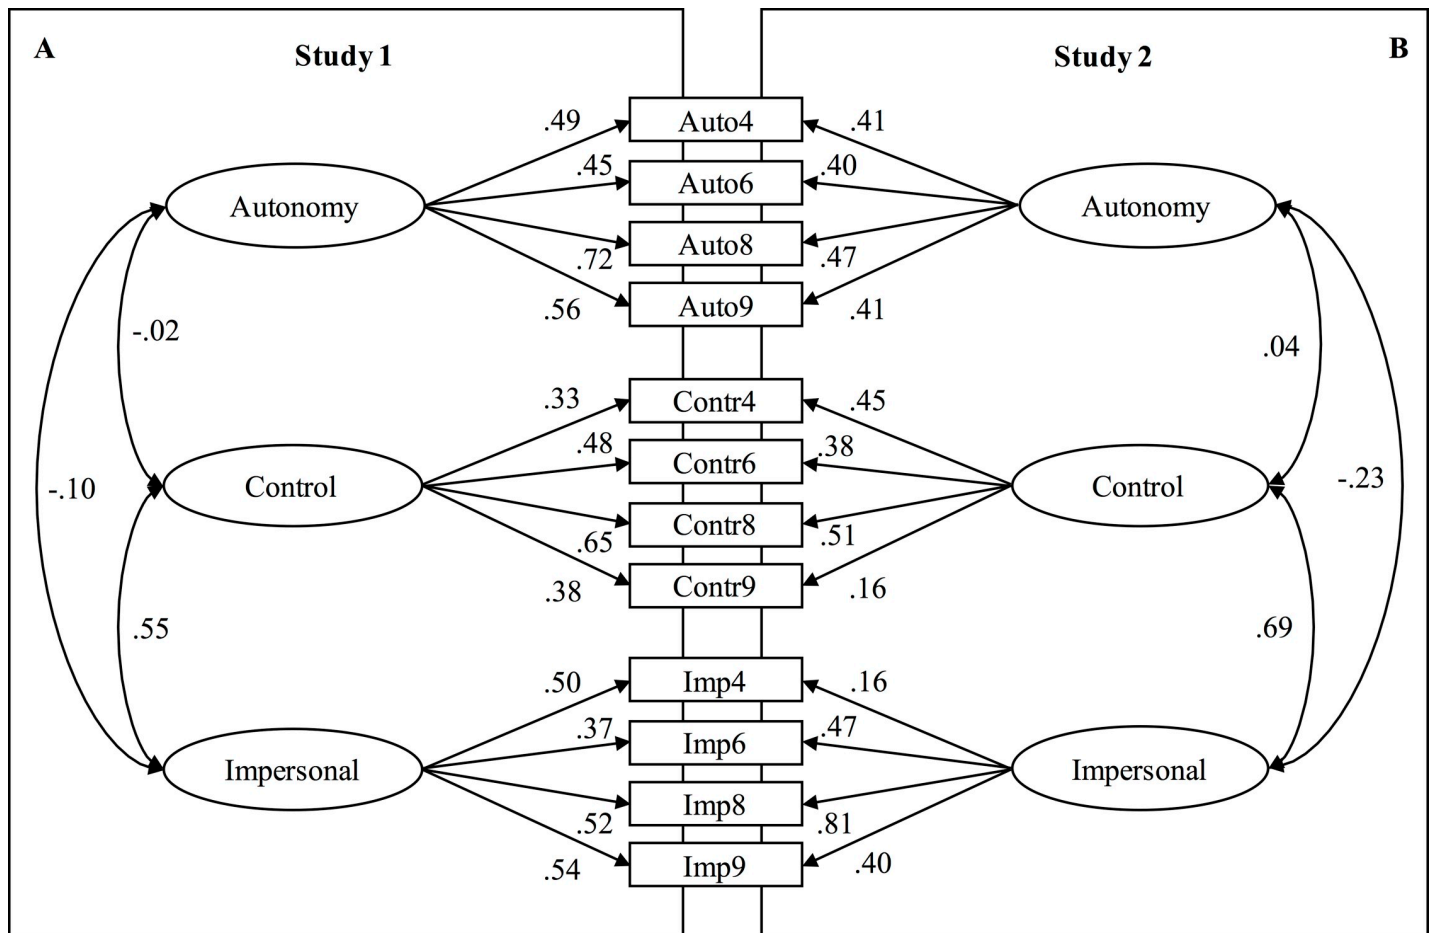 A
Study 1
Study 2
B
.49
Auto4
.41
.45
Auto6
.40
Autonomy
Autonomy
.72
Auto8
.47
.56
Auto9
.41
-.02
.04
.33
Contr4
.45
.48
Contr6
.38
-.10
Control
Control
-.23
.65
Contr8
.51
.38
Contr9
.16
.55
.69
.50
Imp4
.16
.37
Imp6
.47
Impersonal
Impersonal
.52
Imp8
.81
.54
Imp9
.40